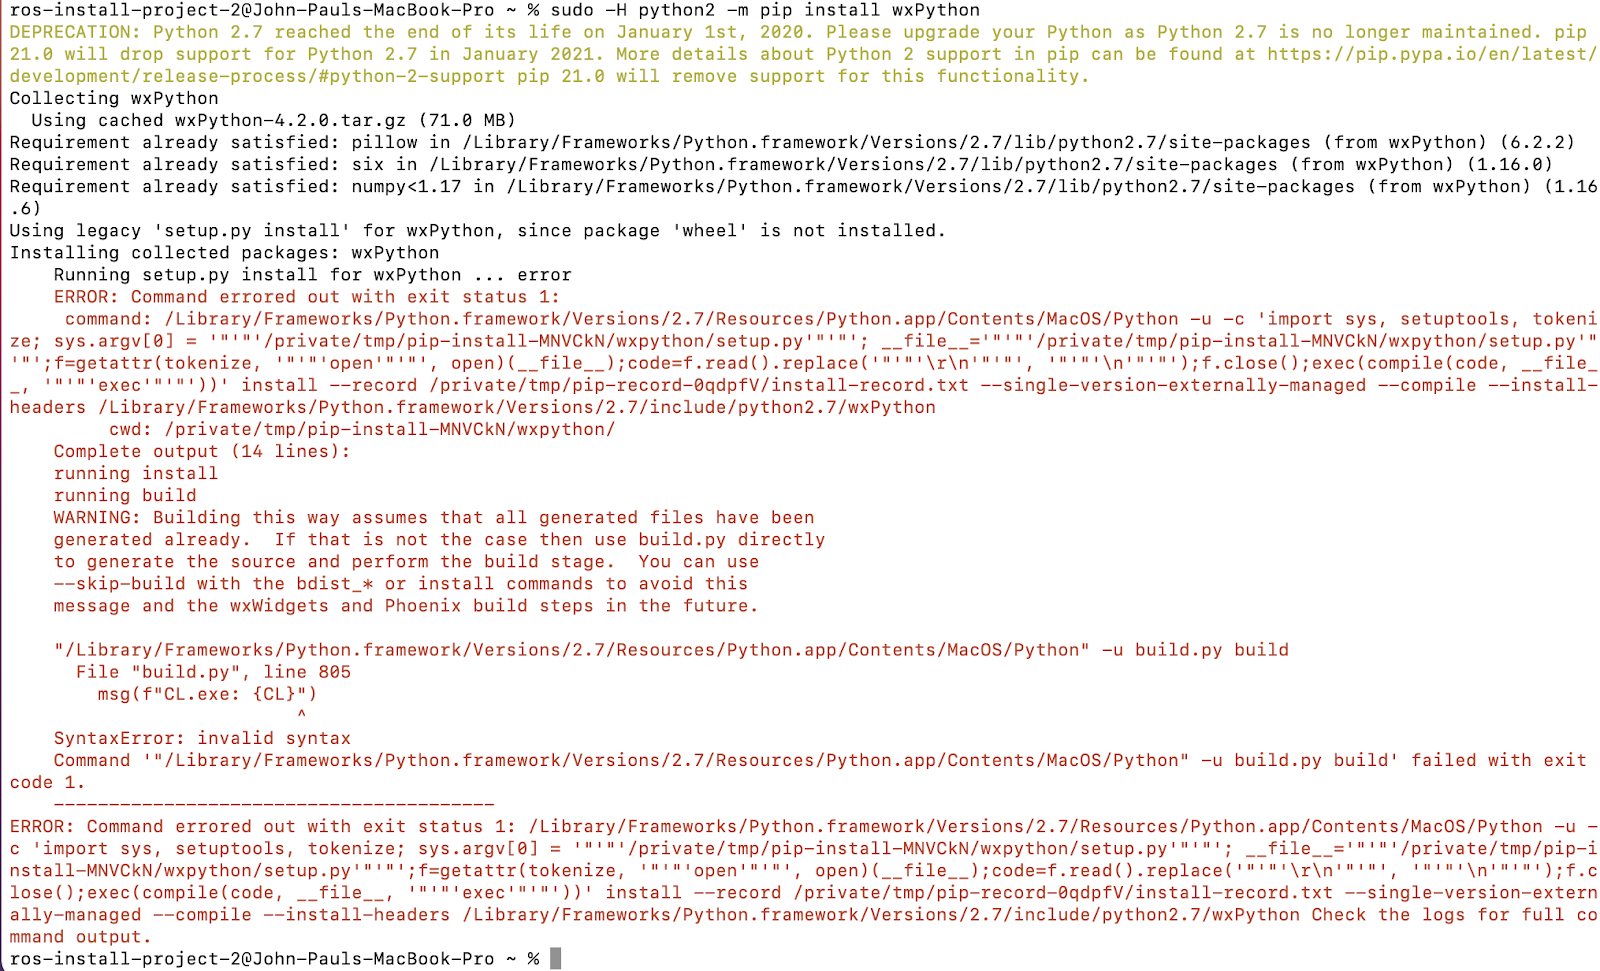 ros-install-project-2@John-Pauls-MacBook-Pro ~ % sudo -H python2 -m pip install wxPython
DEPRECATION: Python 2.7 reached the end of its life on January 1st, 2020. Please upgrade your Python as Python 2.7 is no longer maintained. pip
21.0 will drop support for Python 2.7 in January 2021. More details about Python 2 support in pip can be found at https://pip.pypa.io/en/latest/
development/release-process/#python-2-support pip 21.0 will remove support for this functionality.
Collecting wxPython
  Using cached wxPython-4.2.0.tar.gz (71.0 MB)
Requirement already satisfied: pillow in /Library/Frameworks/Python.framework/Versions/2.7/lib/python2.7/site-packages (from wxPython) (6.2.2)
Requirement already satisfied: six in /Library/Frameworks/Python.framework/Versions/2.7/lib/python2.7/site-packages (from wxPython) (1.16.0)
Requirement already satisfied: numpy<1.17 in /Library/Frameworks/Python.framework/Versions/2.7/lib/python2.7/site-packages (from wxPython) (1.16
.6)
Using legacy 'setup.py install' for wxPython, since package 'wheel' is not installed.
Installing collected packages: wxPython
    Running setup.py install for wxPython ... error
    ERROR: Command errored out with exit status 1:
     command: /Library/Frameworks/Python.framework/Versions/2.7/Resources/Python.app/Contents/MacOS/Python -u -c 'import sys, setuptools, tokeni
ze; sys.argv[0] = '"'"'/private/tmp/pip-install-MNVCkN/wxpython/setup.py'"'"'; __file__='"'"'/private/tmp/pip-install-MNVCkN/wxpython/setup.py'"
'"';f=getattr(tokenize, '"'"'open'"'"', open)(__file__);code=f.read().replace('"'"'\r\n'"'"', '"'"'\n'"'"');f.close();exec(compile(code, __file_
_, '"'"'exec'"'"'))' install --record /private/tmp/pip-record-0qdpfV/install-record.txt --single-version-externally-managed --compile --install-
headers /Library/Frameworks/Python.framework/Versions/2.7/include/python2.7/wxPython
         cwd: /private/tmp/pip-install-MNVCkN/wxpython/
    Complete output (14 lines):
    running install
    running build
    WARNING: Building this way assumes that all generated files have been
    generated already.  If that is not the case then use build.py directly
    to generate the source and perform the build stage.  You can use
    --skip-build with the bdist_* or install commands to avoid this
    message and the wxWidgets and Phoenix build steps in the future.

    "/Library/Frameworks/Python.framework/Versions/2.7/Resources/Python.app/Contents/MacOS/Python" -u build.py build
      File "build.py", line 805
        msg(f"CL.exe: {CL}")
                          ^
    SyntaxError: invalid syntax
    Command '"/Library/Frameworks/Python.framework/Versions/2.7/Resources/Python.app/Contents/MacOS/Python" -u build.py build' failed with exit
code 1.
    ----------------------------------------
ERROR: Command errored out with exit status 1: /Library/Frameworks/Python.framework/Versions/2.7/Resources/Python.app/Contents/MacOS/Python -u -
c 'import sys, setuptools, tokenize; sys.argv[0] = '"'"'/private/tmp/pip-install-MNVCkN/wxpython/setup.py'"'"'; __file__='"'"'/private/tmp/pip-i
nstall-MNVCkN/wxpython/setup.py'"'"';f=getattr(tokenize, '"'"'open'"'"', open)(__file__);code=f.read().replace('"'"'\r\n'"'"', '"'"'\n'"'"');f.c
lose();exec(compile(code, __file__, '"'"'exec'"'"'))' install --record /private/tmp/pip-record-0qdpfV/install-record.txt --single-version-extern
ally-managed --compile --install-headers /Library/Frameworks/Python.framework/Versions/2.7/include/python2.7/wxPython Check the logs for full co
mmand output.
ros-install-project-2@John-Pauls-MacBook-Pro ~ %